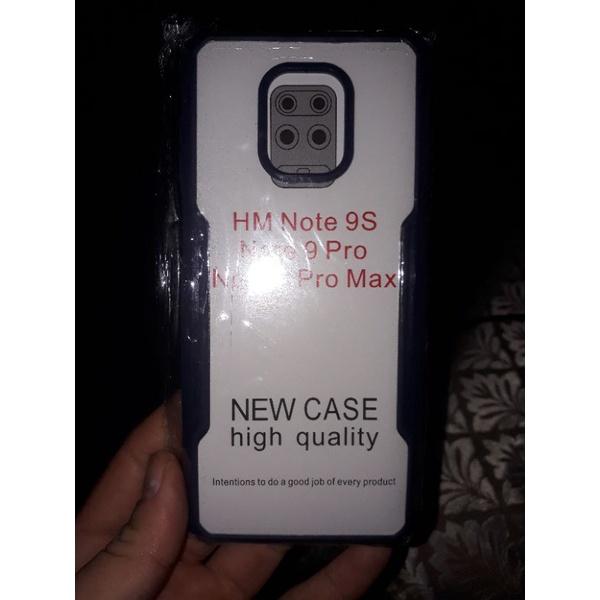 HM Note 9S
Note 9 Pro
Pro Max
NEW CASE
high quality
Intentions to do a good job of every product